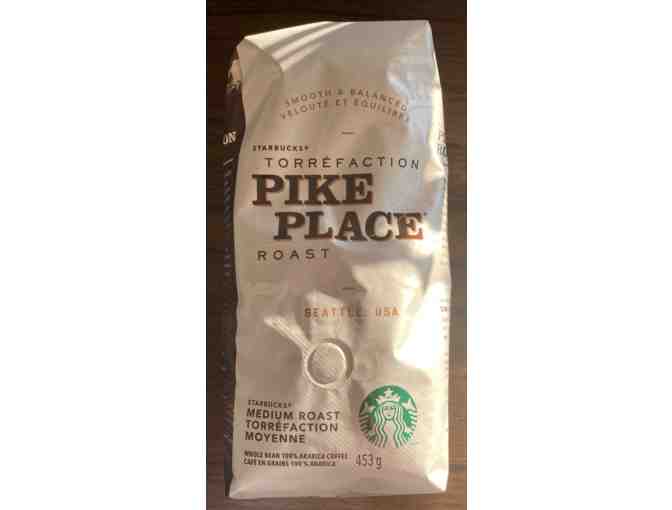 SMOOTH & BALANCED
VELOUTÉ ET ÉQUILIBRÉ
STARBUCKS®
TORRÉFACTION
PIKE
PLACE
ROAST
SEATTLE, USA
STARBUCKS®
MEDIUM ROAST
TORRÉFACTION
MOYENNE
WHOLE BEAN 100% ARABICA COFFEE
CAFÉ EN GRAINS 100% ARABICA
453 g
ON